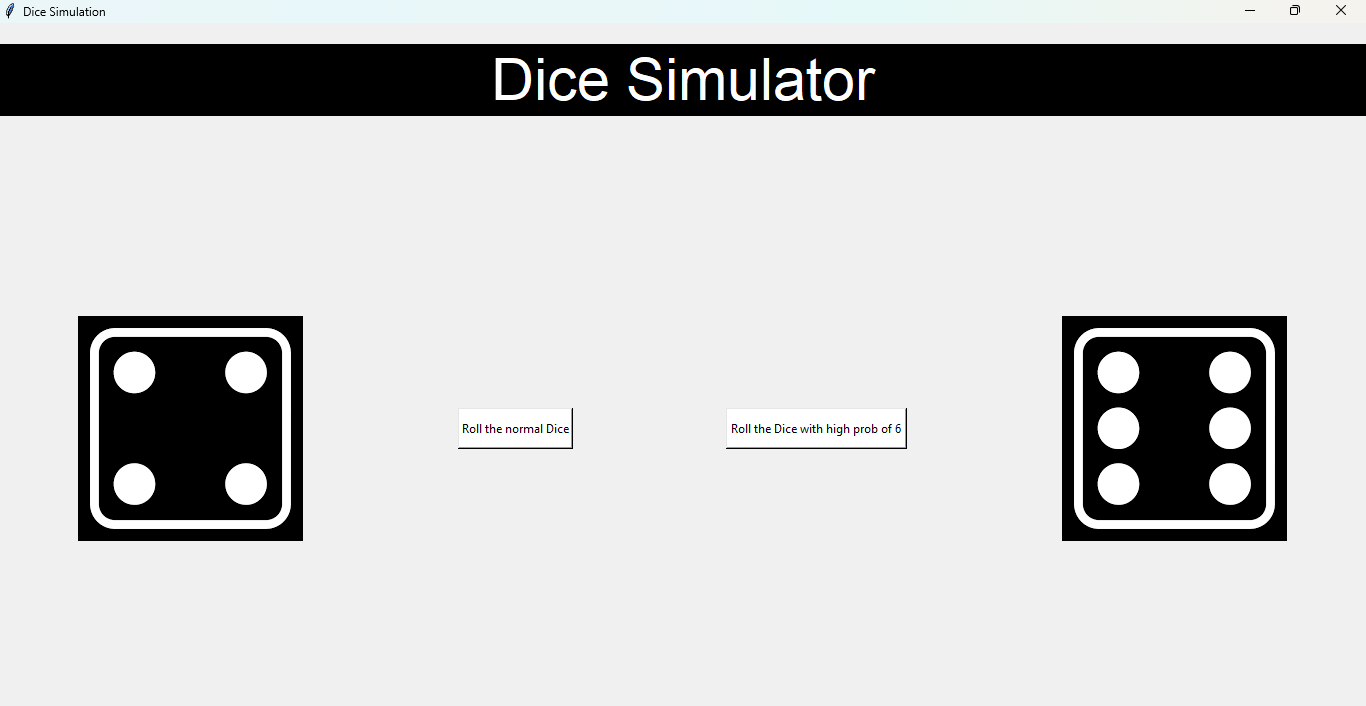 Dice Simulation
Dice Simulator
Roll the normal Dice
Roll the Dice with high prob of 6